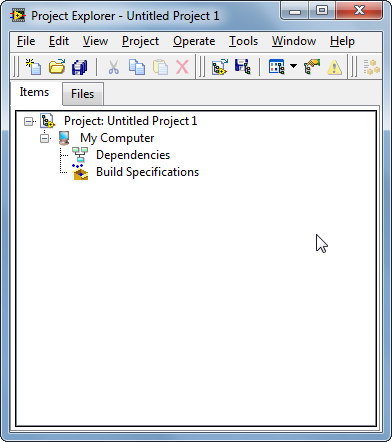 Project Explorer - Untitled Project 1
File Edit View Project Operate Tools Window Help
Items Files
Project: Untitled Project 1
My Computer
Dependencies
Build Specifications